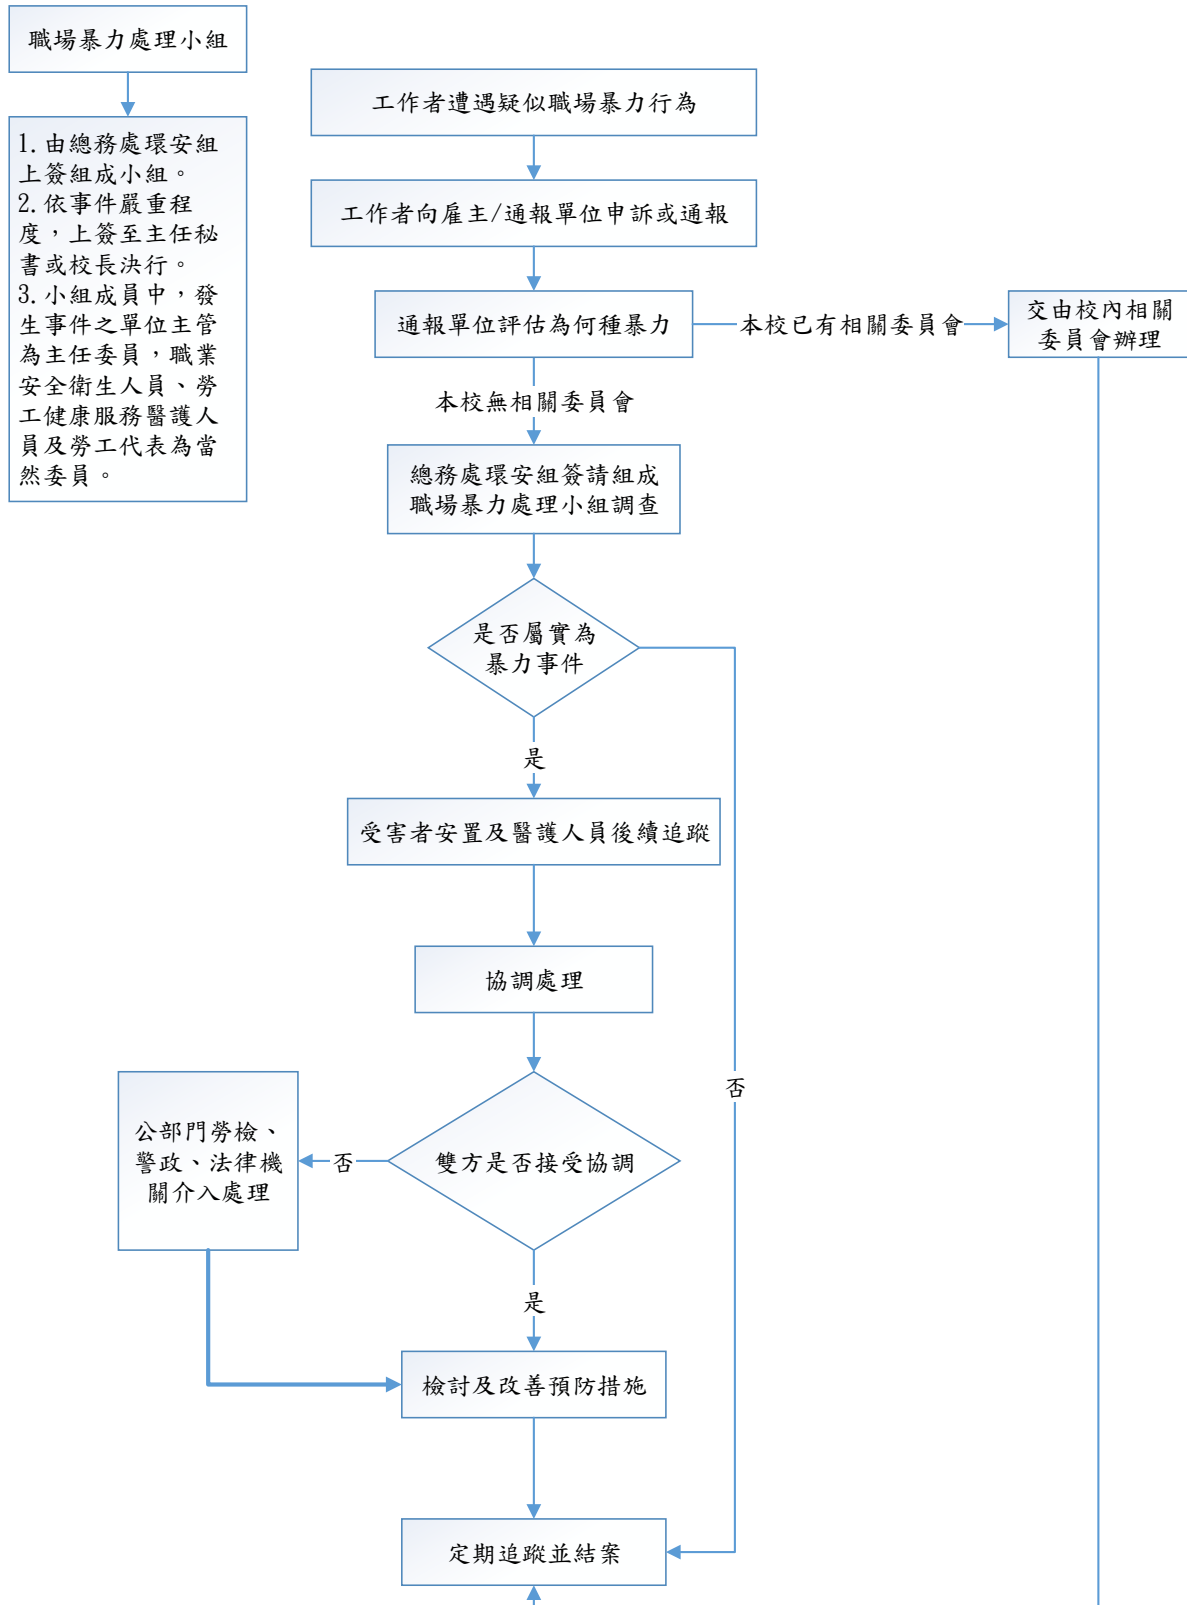 職場暴力處理小組
1.由總務處環安組
上簽組成小組。
2.依事件嚴重程
度，上簽至主任秘
書或校長決行。
3.小組成員中，發
生事件之單位主管
為主任委員，職業
安全衛生人員、勞
工健康服務醫護人
員及勞工代表為當
然委員。
工作者遭遇疑似職場暴力行為
工作者向雇主/通報單位申訴或通報
通報單位評估為何種暴力
本校已有相關委員會
交由校內相關
委員會辦理
本校無相關委員會
總務處環安組簽請組成
職場暴力處理小組調查
是否屬實為
暴力事件
是
受害者安置及醫護人員後續追蹤
協調處理
否
公部門勞檢、
警政、法律機
關介入處理
否
雙方是否接受協調
是
檢討及改善預防措施
定期追蹤並結案